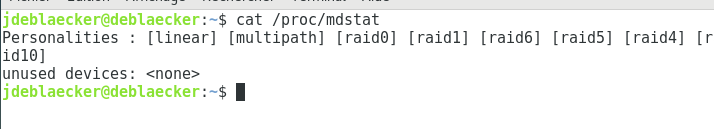 jdeblaecker@deblaecker:~$ cat /proc/mdstat
Personalities : [linear] [multipath] [raid0] [raid1] [raid6] [raid5] [raid4] [r
id10]
unused devices: <none>
jdeblaecker@deblaecker:~$